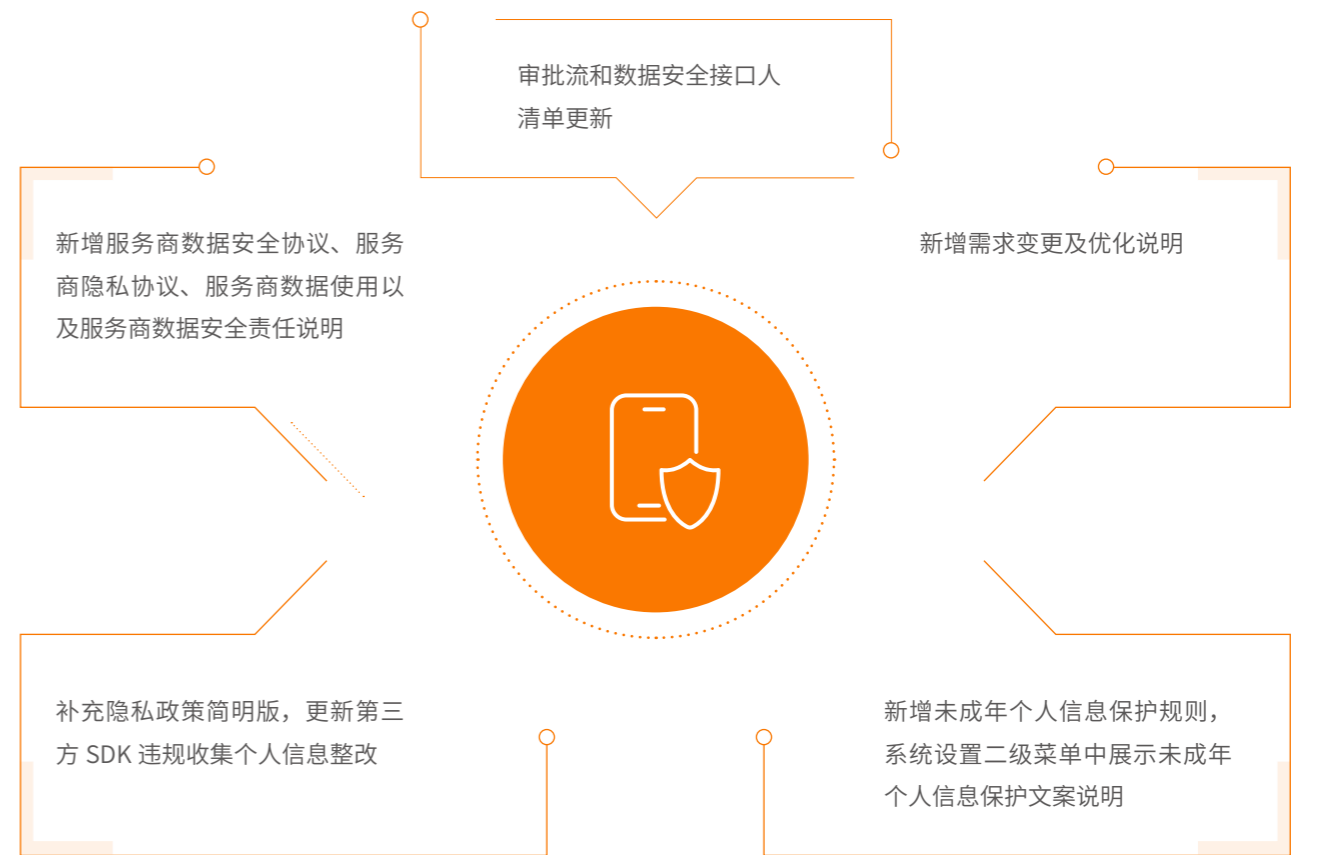 审批流和数据安全接口人
清单更新
新增服务商数据安全协议、服务
商隐私协议、服务商数据使用以
及服务商数据安全责任说明
新增需求变更及优化说明
补充隐私政策简明版，更新第三
方 SDK 违规收集个人信息整改
新增未成年个人信息保护规则，
系统设置二级菜单中展示未成年
个人信息保护文案说明